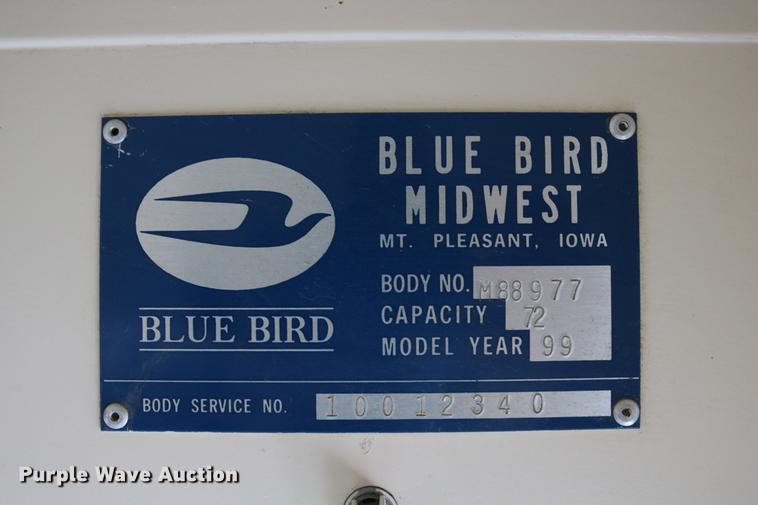 BLUE BIRD
MIDWEST
MT. PLEASANT, IOWA
BODY NO. M88977
CAPACITY 72
MODEL YEAR 99
BLUE BIRD
BODY SERVICE NO. 10012340
Purple Wave Auction